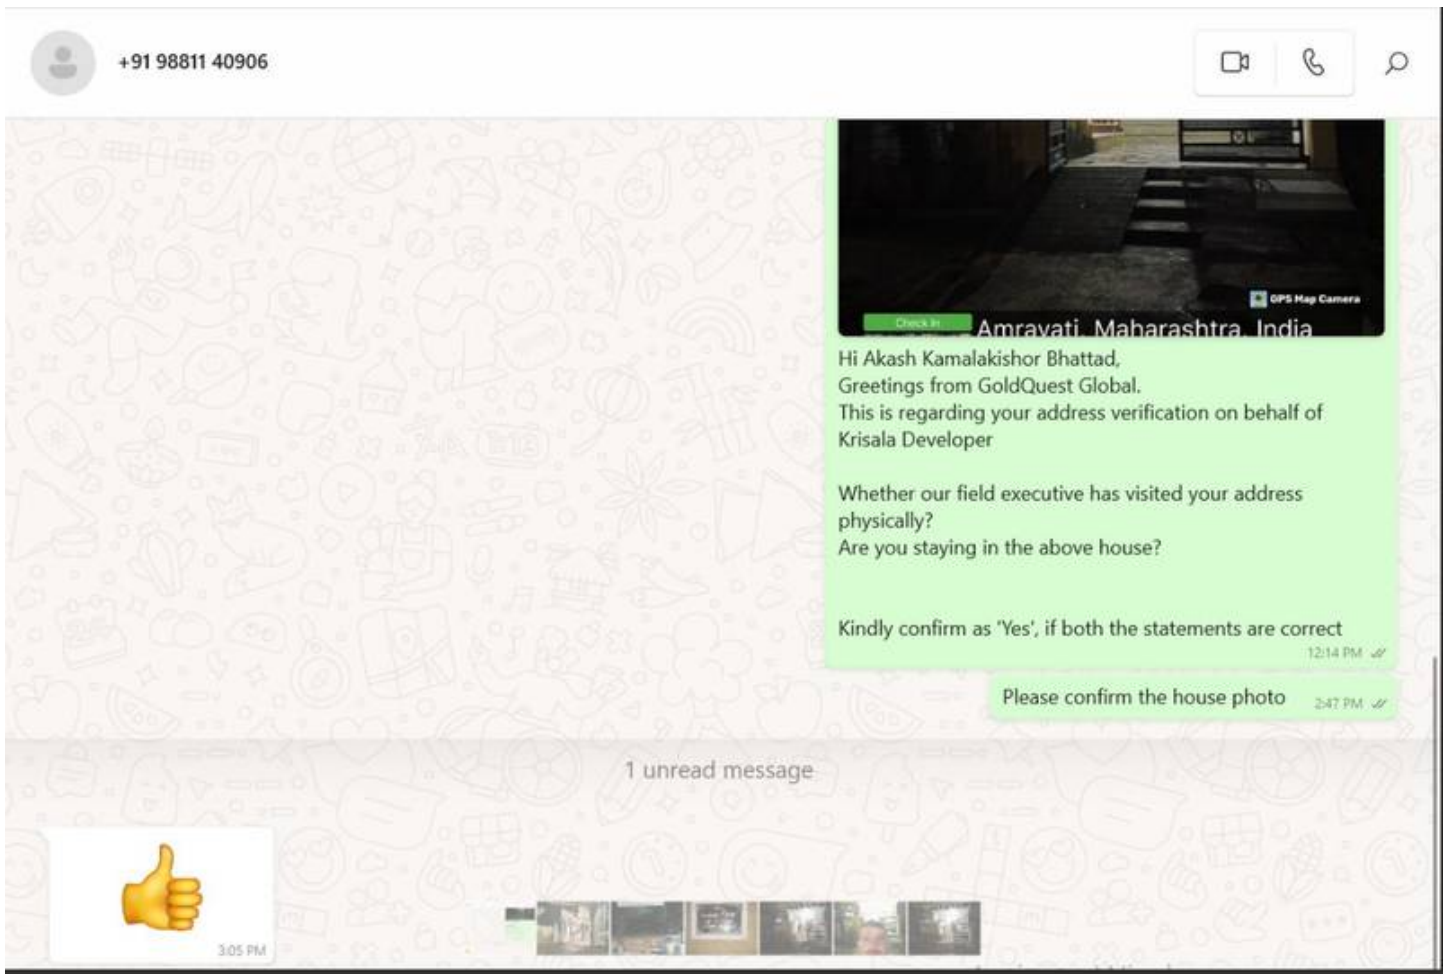 +91 98811 40906
GPS Map Camera
Check In
Amravati, Maharashtra, India
Hi Akash Kamalakishor Bhattad,
Greetings from GoldQuest Global.
This is regarding your address verification on behalf of
Krisala Developer
Whether our field executive has visited your address
physically?
Are you staying in the above house?
Kindly confirm as 'Yes', if both the statements are correct
12:14 PM
Please confirm the house photo
2:47 PM
1 unread message
3:05 PM